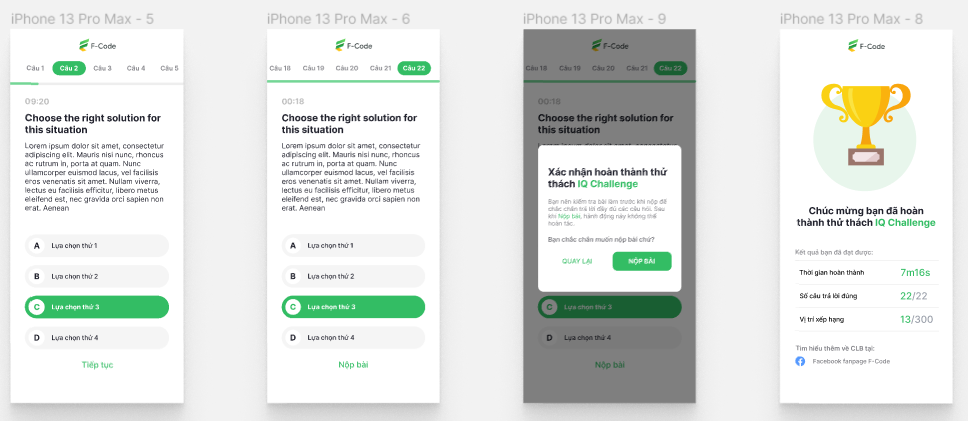 iPhone 13 Pro Max - 5
F-Code
Câu 1 Câu 2 Câu 3 Câu 4 Câu 5
09:20
Choose the right solution for
this situation
Lorem ipsum dolor sit amet, consectetur
adipiscing elit. Mauris nisi nunc, rhoncus
ac rutrum in, porta at quam. Nunc
ullamcorper euismod lacus, vel facilisis
eros sit amet. Nullam viverra,
lectus eu facilisis efficitur, libero metus
eleifend est, nec gravida orci sapien non
erat. Aenean
A Lựa chọn thứ 1
B Lựa chọn thứ 2
C Lựa chọn thứ 3
D Lựa chọn thứ 4
Tiếp tục
iPhone 13 Pro Max - 6
F-Code
Câu 18 Câu 19 Câu 20 Câu 21 Câu 22
00:18
Choose the right solution for
this situation
Lorem ipsum dolor sit amet, consectetur
adipiscing elit. Mauris nisi nunc, rhoncus
ac rutrum in, porta at quam. Nunc
ullamcorper euismod lacus, vel facilisis
eros sit amet. Nullam viverra,
lectus eu facilisis efficitur, libero metus
eleifend est, nec gravida orci sapien non
erat. Aenean
A Lựa chọn thứ 1
B Lựa chọn thứ 2
C Lựa chọn thứ 3
D Lựa chọn thứ 4
Nộp bài
iPhone 13 Pro Max - 9
F-Code
Câu 18 Câu 19 Câu 20 Câu 21 Câu 22
00:18
Choose the right solution for
this situation
Xác nhận hoàn thành thử
thách IQ Challenge
Bạn nên kiểm tra bài làm trước khi nộp để
chắc chắn trả lời đầy đủ các câu hỏi. Sau
khi Nộp bài, hành động này không thể
hoàn tác.
Bạn chắc chắn muốn nộp bài chứ?
QUAY LẠI NỘP BÀI
C Lựa chọn thứ 3
D Lựa chọn thứ 4
Nộp bài
iPhone 13 Pro Max - 8
F-Code
Chúc mừng bạn đã hoàn
thành thử thách IQ Challenge
Kết quả bạn đã đạt được:
Thời gian hoàn thành 7m16s
Số câu trả lời đúng 22/22
Vị trí xếp hạng 13/300
Tìm hiểu thêm về CLB tại:
Facebook fanpage F-Code